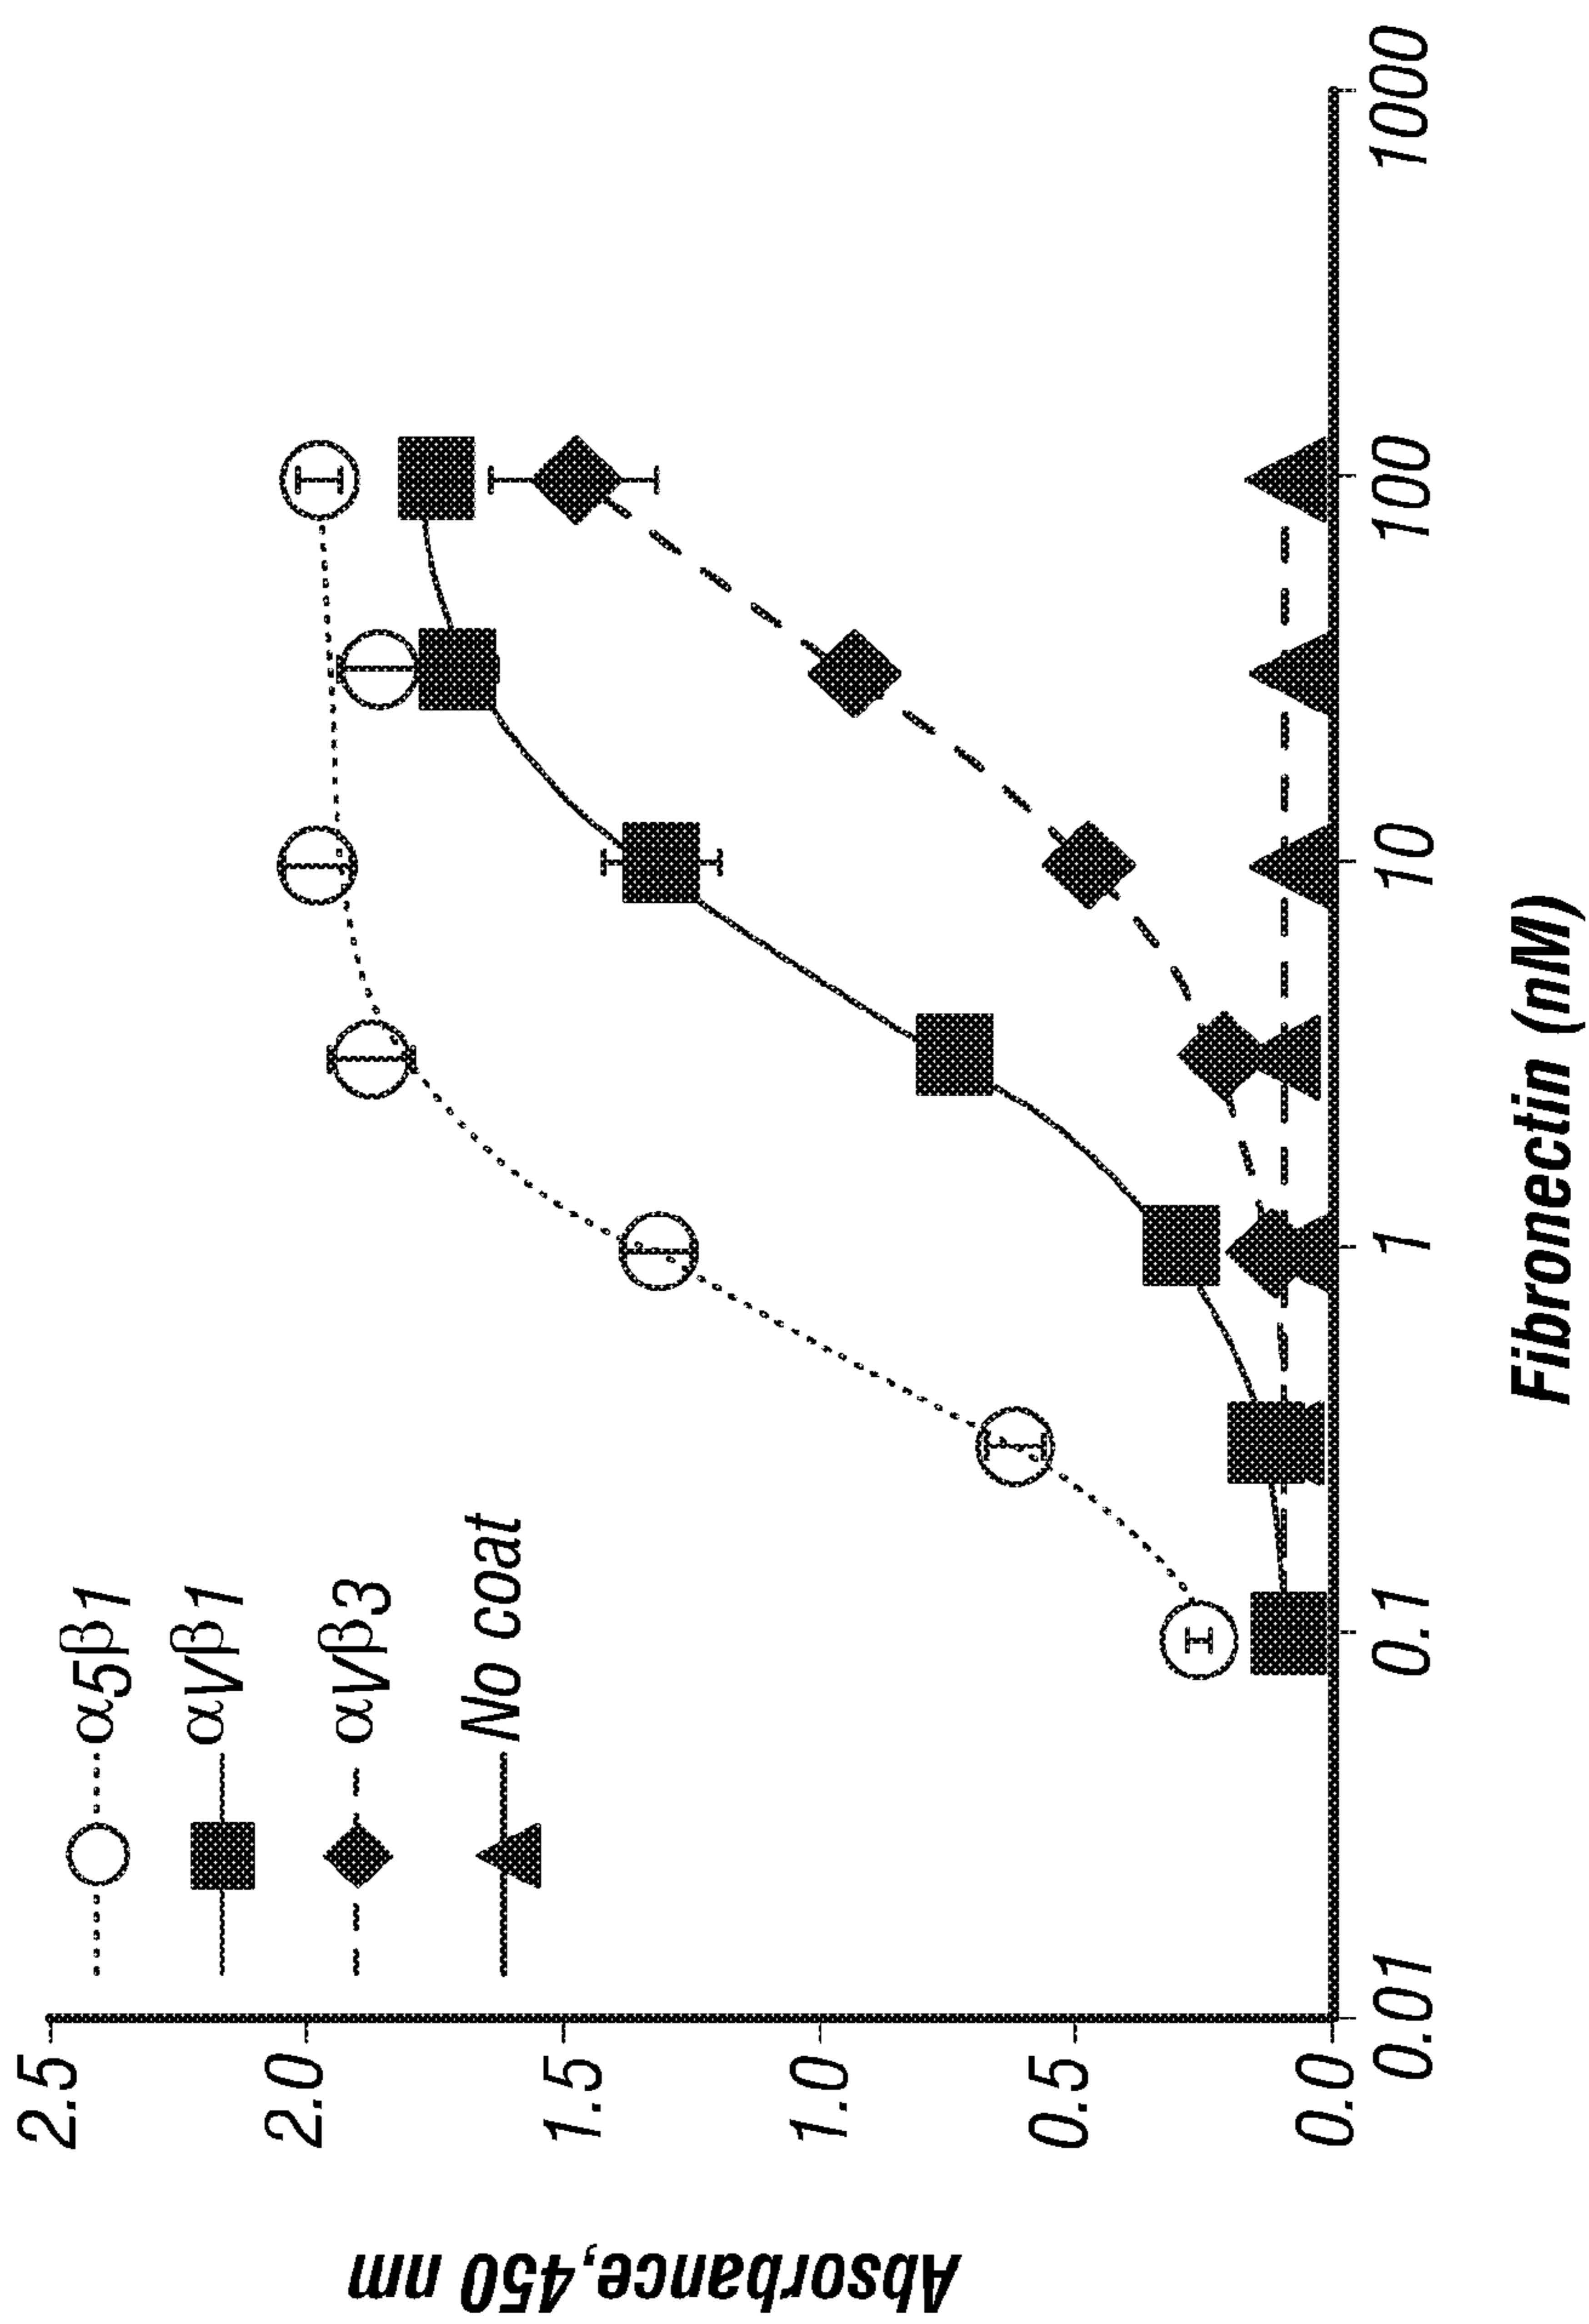 α5β1
αVβ1
αVβ3
No coat
Absorbance, 450 nm
2.5
2.0
1.5
1.0
0.5
0.0
0.01
0.1
1
10
100
1000
Fibronectin (nM)